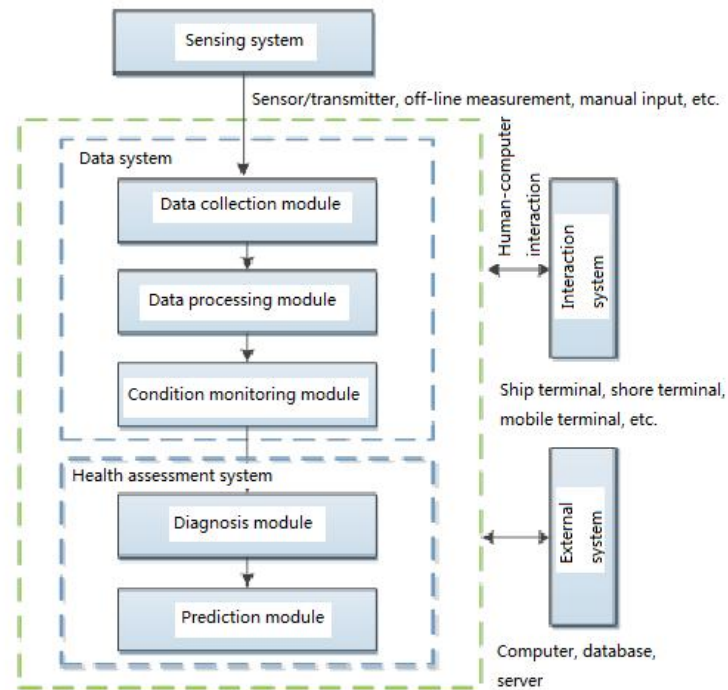 Sensing system
Sensor/transmitter, off-line measurement, manual input, etc.
Data system
Data collection module
Data processing module
Condition monitoring module
Health assessment system
Diagnosis module
Prediction module
Human-computer
interaction
Interaction
system
Ship terminal, shore terminal,
mobile terminal, etc.
External
system
Computer, database,
server